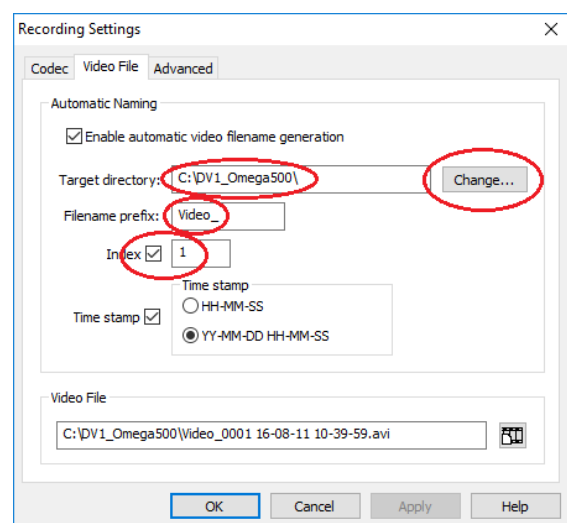 Recording Settings
Codec Video File Advanced
Automatic Naming
Enable automatic video filename generation
Target directory: C:\DV1_Omega500\ Change...
Filename prefix: Video_
Index 1
Time stamp
HH-MM-SS
Time stamp
YY-MM-DD HH-MM-SS
Video File
C:\DV1_Omega500\Video_0001 16-08-11 10-39-59.avi
OK Cancel Apply Help